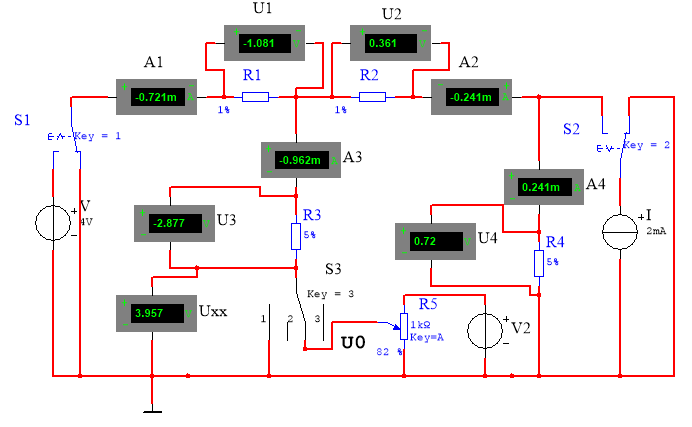 U1
U2
-1.081
0.361
A1
R1
R2
A2
-0.721m
A
1%
1%
-0.241m
A
S1
Key = 1
S2
Key = 2
-0.962m
A3
V
4V
0.241m
A4
-2.877
U3
R3
5%
0.72
U4
R4
5%
I
2mA
S3
Key = 3
3.957
Uxx
1
2
3
R5
1kΩ
Key=A
82 %
U0
V2